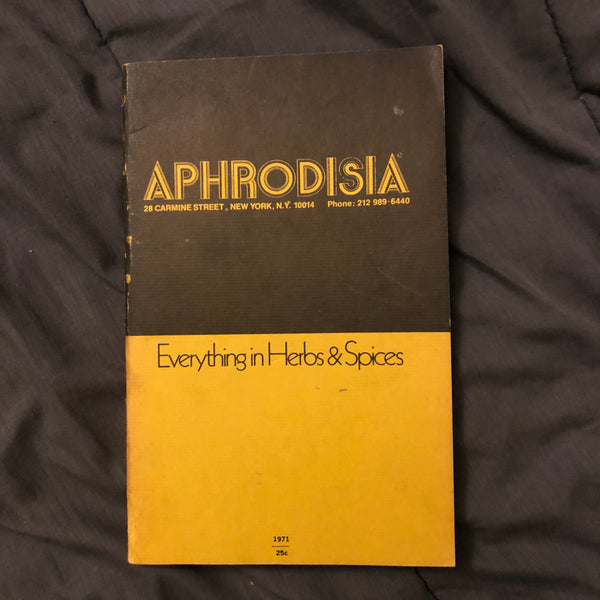 APHRODISIA
28 CARMINE STREET, NEW YORK, N.Y. 10014 Phone: 212 989-6440
Everything in Herbs & Spices
1971
25c